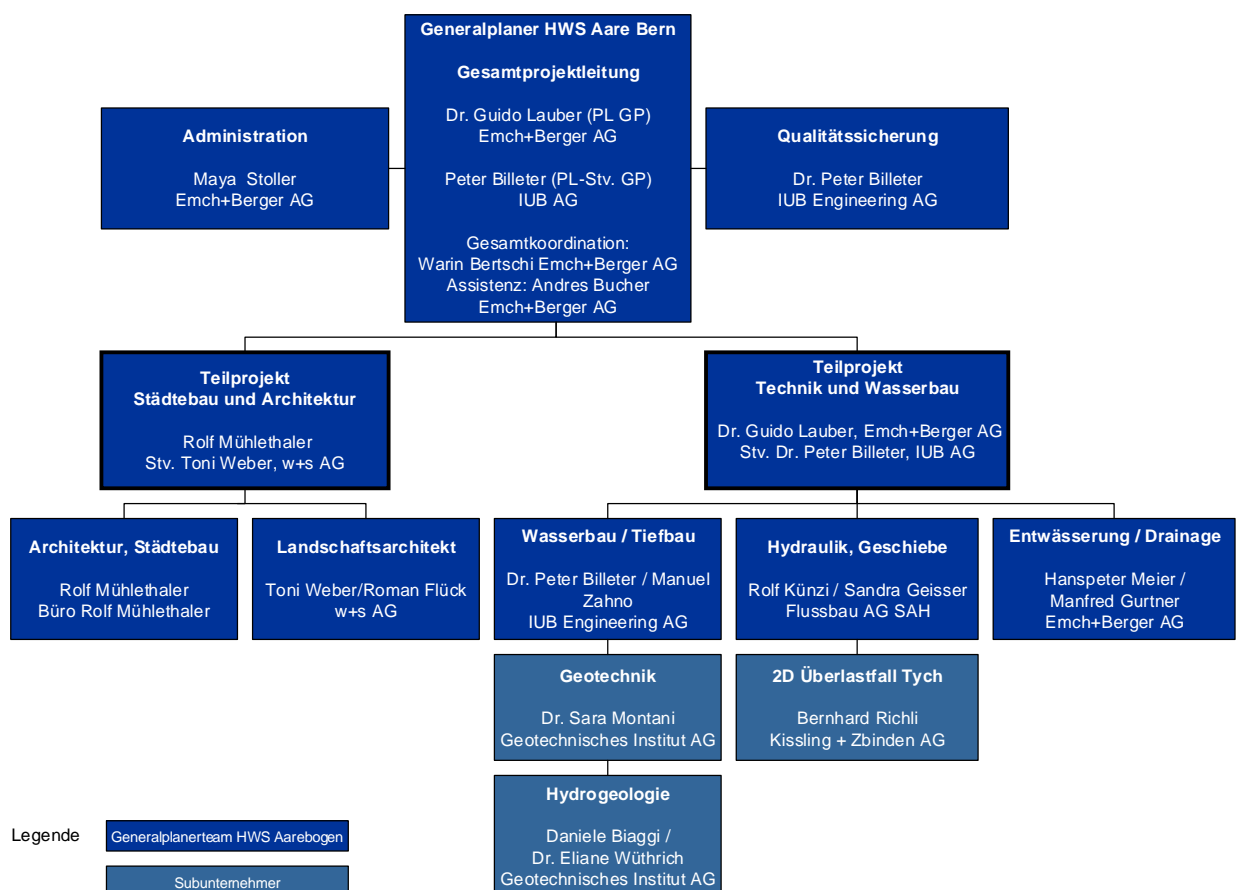 Generalplaner HWS Aare Bern
Gesamtprojektleitung
Dr. Guido Lauber (PL GP)
Emch+Berger AG
Peter Billeter (PL-Stv. GP)
IUB AG
Gesamtkoordination:
Warin Bertschi Emch+Berger AG
Assistenz: Andres Bucher
Emch+Berger AG
Administration
Maya Stoller
Emch+Berger AG
Qualitätssicherung
Dr. Peter Billeter
IUB Engineering AG
Teilprojekt
Städtebau und Architektur
Rolf Mühlethaler
Stv. Toni Weber, w+s AG
Teilprojekt
Technik und Wasserbau
Dr. Guido Lauber, Emch+Berger AG
Stv. Dr. Peter Billeter, IUB AG
Architektur, Städtebau
Rolf Mühlethaler
Büro Rolf Mühlethaler
Landschaftsarchitekt
Toni Weber/Roman Flück
w+s AG
Wasserbau / Tiefbau
Dr. Peter Billeter / Manuel
Zahno
IUB Engineering AG
Hydraulik, Geschiebe
Rolf Künzi / Sandra Geisser
Flussbau AG SAH
Entwässerung / Drainage
Hanspeter Meier /
Manfred Gurtner
Emch+Berger AG
Geotechnik
Dr. Sara Montani
Geotechnisches Institut AG
2D Überlastfall Tych
Bernhard Richli
Kissling + Zbinden AG
Hydrogeologie
Daniele Biaggi /
Dr. Eliane Wüthrich
Geotechnisches Institut AG
Legende
Generalplanerteam HWS Aarebogen
Subunternehmer